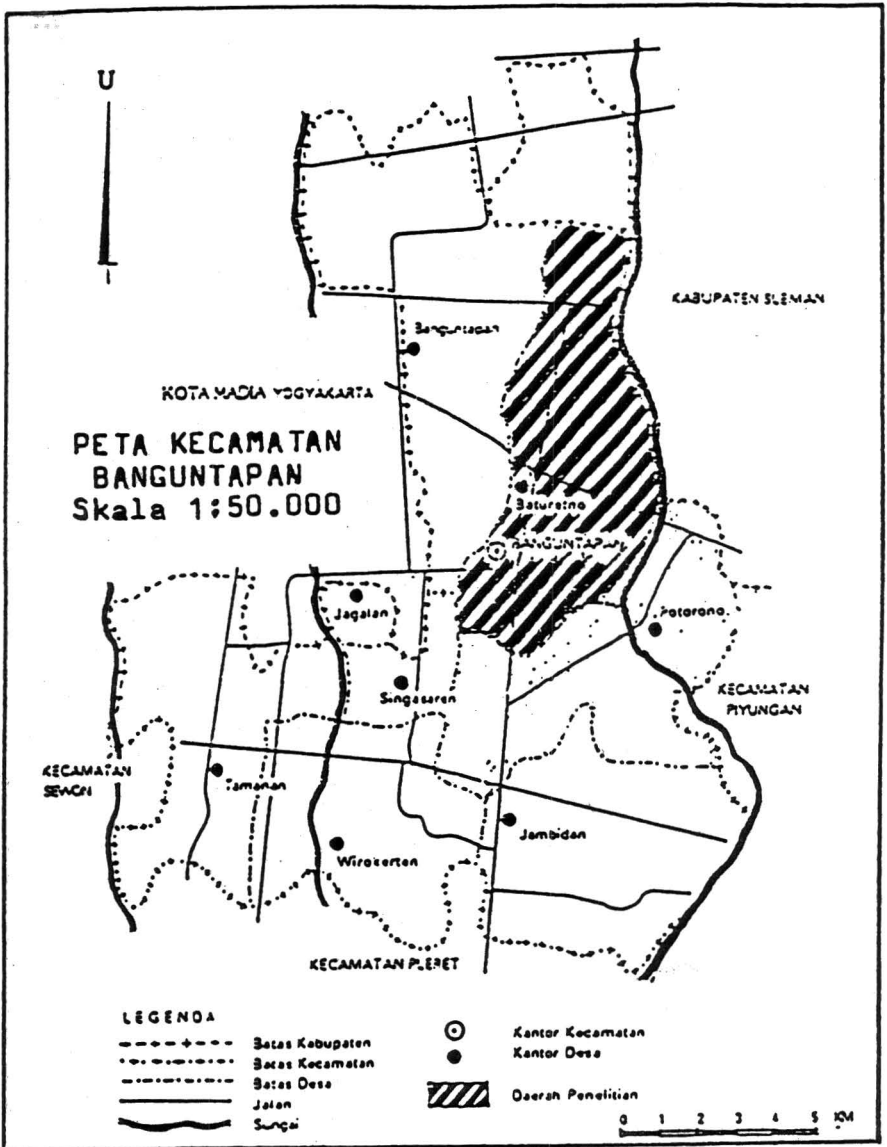 U
KABUPATEN SLEMAN
Banguntapan
KOTA MADIA YOGYAKARTA
PETA KECAMATAN
BANGUNTAPAN
Skala 1:50.000
Baturetno
BANGUNTAPAN
Jagalan
Potorono
Singasaren
KECAMATAN
PIYUNGAN
KECAMATAN
SEWON
Tamanan
Jambidan
Wirokerten
KECAMATAN PLERET
LEGENDA
Batas Kabupaten
Batas Kecamatan
Batas Desa
Jalan
Sungai
Kantor Kecamatan
Kantor Desa
Daerah Penelitian
0 1 2 3 4 5 KM